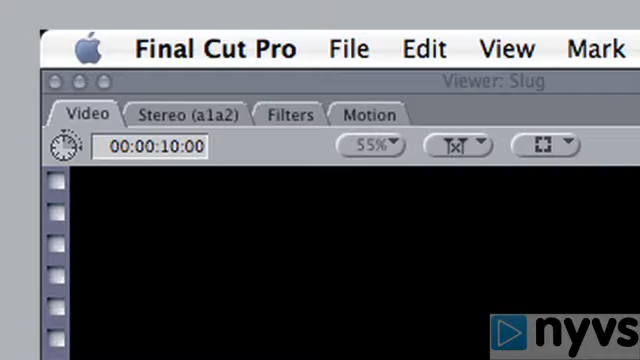 Final Cut Pro File Edit View Mark
Viewer: Slug
Video Stereo (a1a2) Filters Motion
00:00:10:00 55%
nyvs